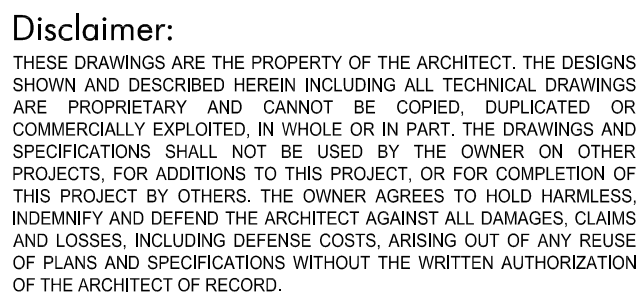 Disclaimer:
THESE DRAWINGS ARE THE PROPERTY OF THE ARCHITECT. THE DESIGNS
SHOWN AND DESCRIBED HEREIN INCLUDING ALL TECHNICAL DRAWINGS
ARE PROPRIETARY AND CANNOT BE COPIED, DUPLICATED OR
COMMERCIALLY EXPLOITED, IN WHOLE OR IN PART. THE DRAWINGS AND
SPECIFICATIONS SHALL NOT BE USED BY THE OWNER ON OTHER
PROJECTS, FOR ADDITIONS TO THIS PROJECT, OR FOR COMPLETION OF
THIS PROJECT BY OTHERS. THE OWNER AGREES TO HOLD HARMLESS,
INDEMNIFY AND DEFEND THE ARCHITECT AGAINST ALL DAMAGES, CLAIMS
AND LOSSES, INCLUDING DEFENSE COSTS, ARISING OUT OF ANY REUSE
OF PLANS AND SPECIFICATIONS WITHOUT THE WRITTEN AUTHORIZATION
OF THE ARCHITECT OF RECORD.